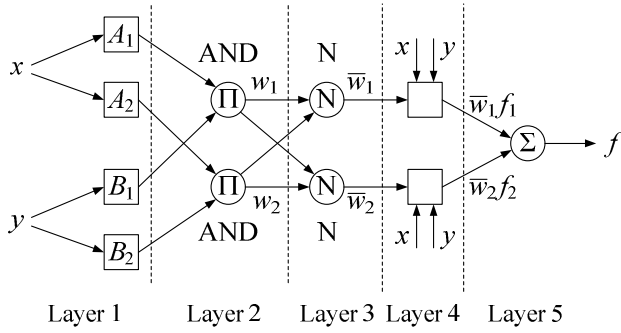 x y
A₁ AND N
x w₁ w̅₁ w̅₁f₁
A₂ Π N
Σ f
B₁ Π N
y w₂ w̅₂ w̅₂f₂
B₂ AND N x y
Layer 1 Layer 2 Layer 3 Layer 4 Layer 5